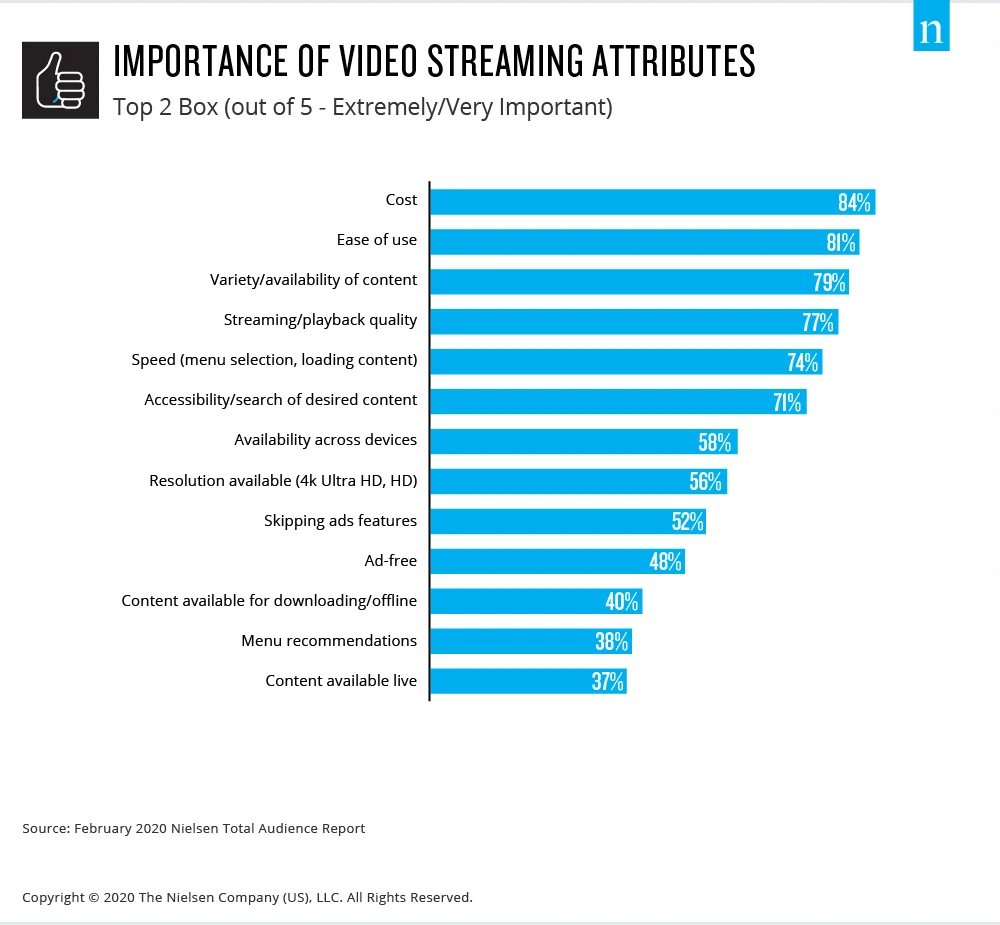 n
IMPORTANCE OF VIDEO STREAMING ATTRIBUTES
Top 2 Box (out of 5 - Extremely/Very Important)
Cost 84%
Ease of use 81%
Variety/availability of content 79%
Streaming/playback quality 77%
Speed (menu selection, loading content) 74%
Accessibility/search of desired content 71%
Availability across devices 58%
Resolution available (4k Ultra HD, HD) 56%
Skipping ads features 52%
Ad-free 48%
Content available for downloading/offline 40%
Menu recommendations 38%
Content available live 37%
Source: February 2020 Nielsen Total Audience Report
Copyright © 2020 The Nielsen Company (US), LLC. All Rights Reserved.